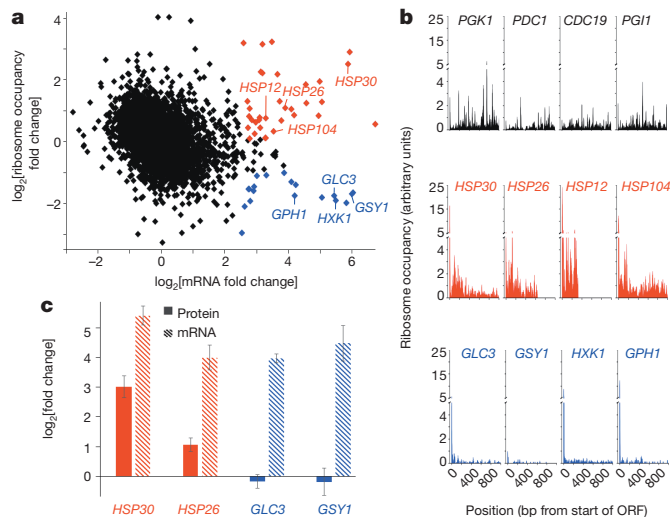 a
log2[ribosome occupancy
fold change]
4
2
0
−2
−2
0
2
4
6
log2[mRNA fold change]
HSP12
HSP26
HSP30
HSP104
GLC3
GPH1
HXK1
GSY1
b
Ribosome occupancy (arbitrary units)
PGK1 PDC1 CDC19 PGI1
25
15
5
4
2
0
HSP30 HSP26 HSP12 HSP104
25
15
5
4
2
0
GLC3 GSY1 HXK1 GPH1
25
15
5
4
2
0
0 400 800 0 400 800 0 400 800 0 400 800
Position (bp from start of ORF)
c
Protein
mRNA
log2[fold change]
5
4
3
2
1
0
HSP30 HSP26 GLC3 GSY1